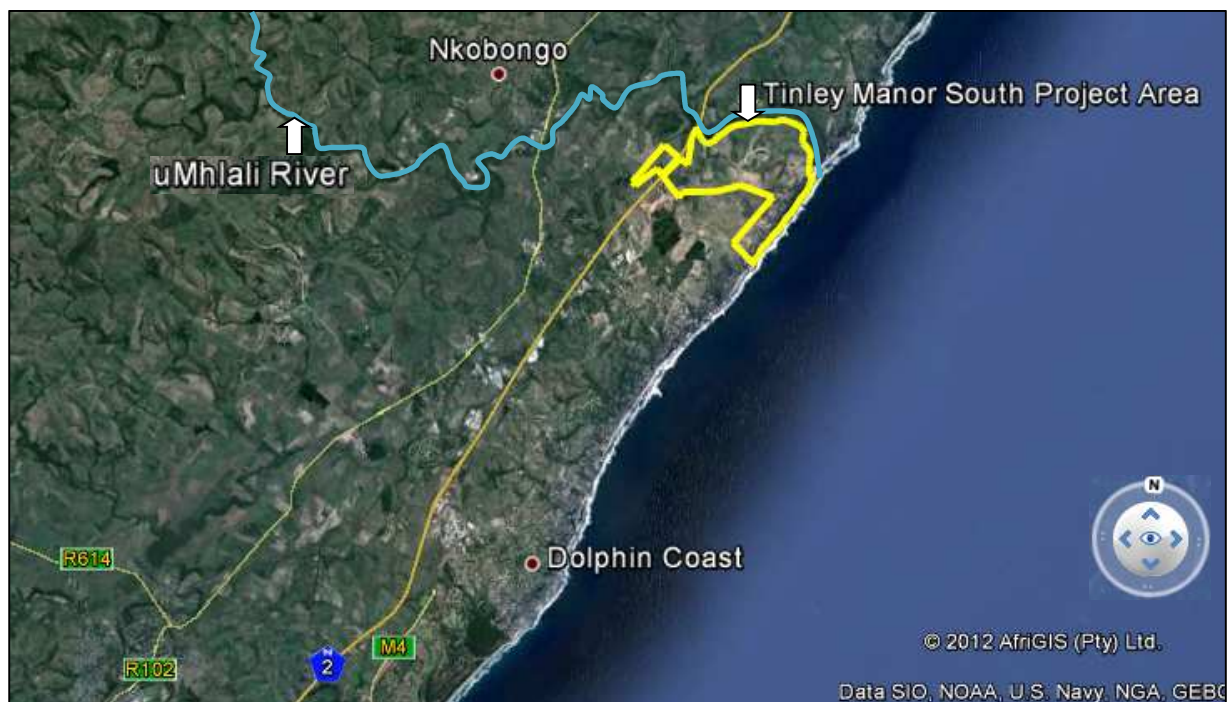 Nkobongo
Tinley Manor South Project Area
uMhlali River
Dolphin Coast
R614
R102
N
2
M4
N
© 2012 AfriGIS (Pty) Ltd.
Data SIO, NOAA, U.S. Navy, NGA, GEBC